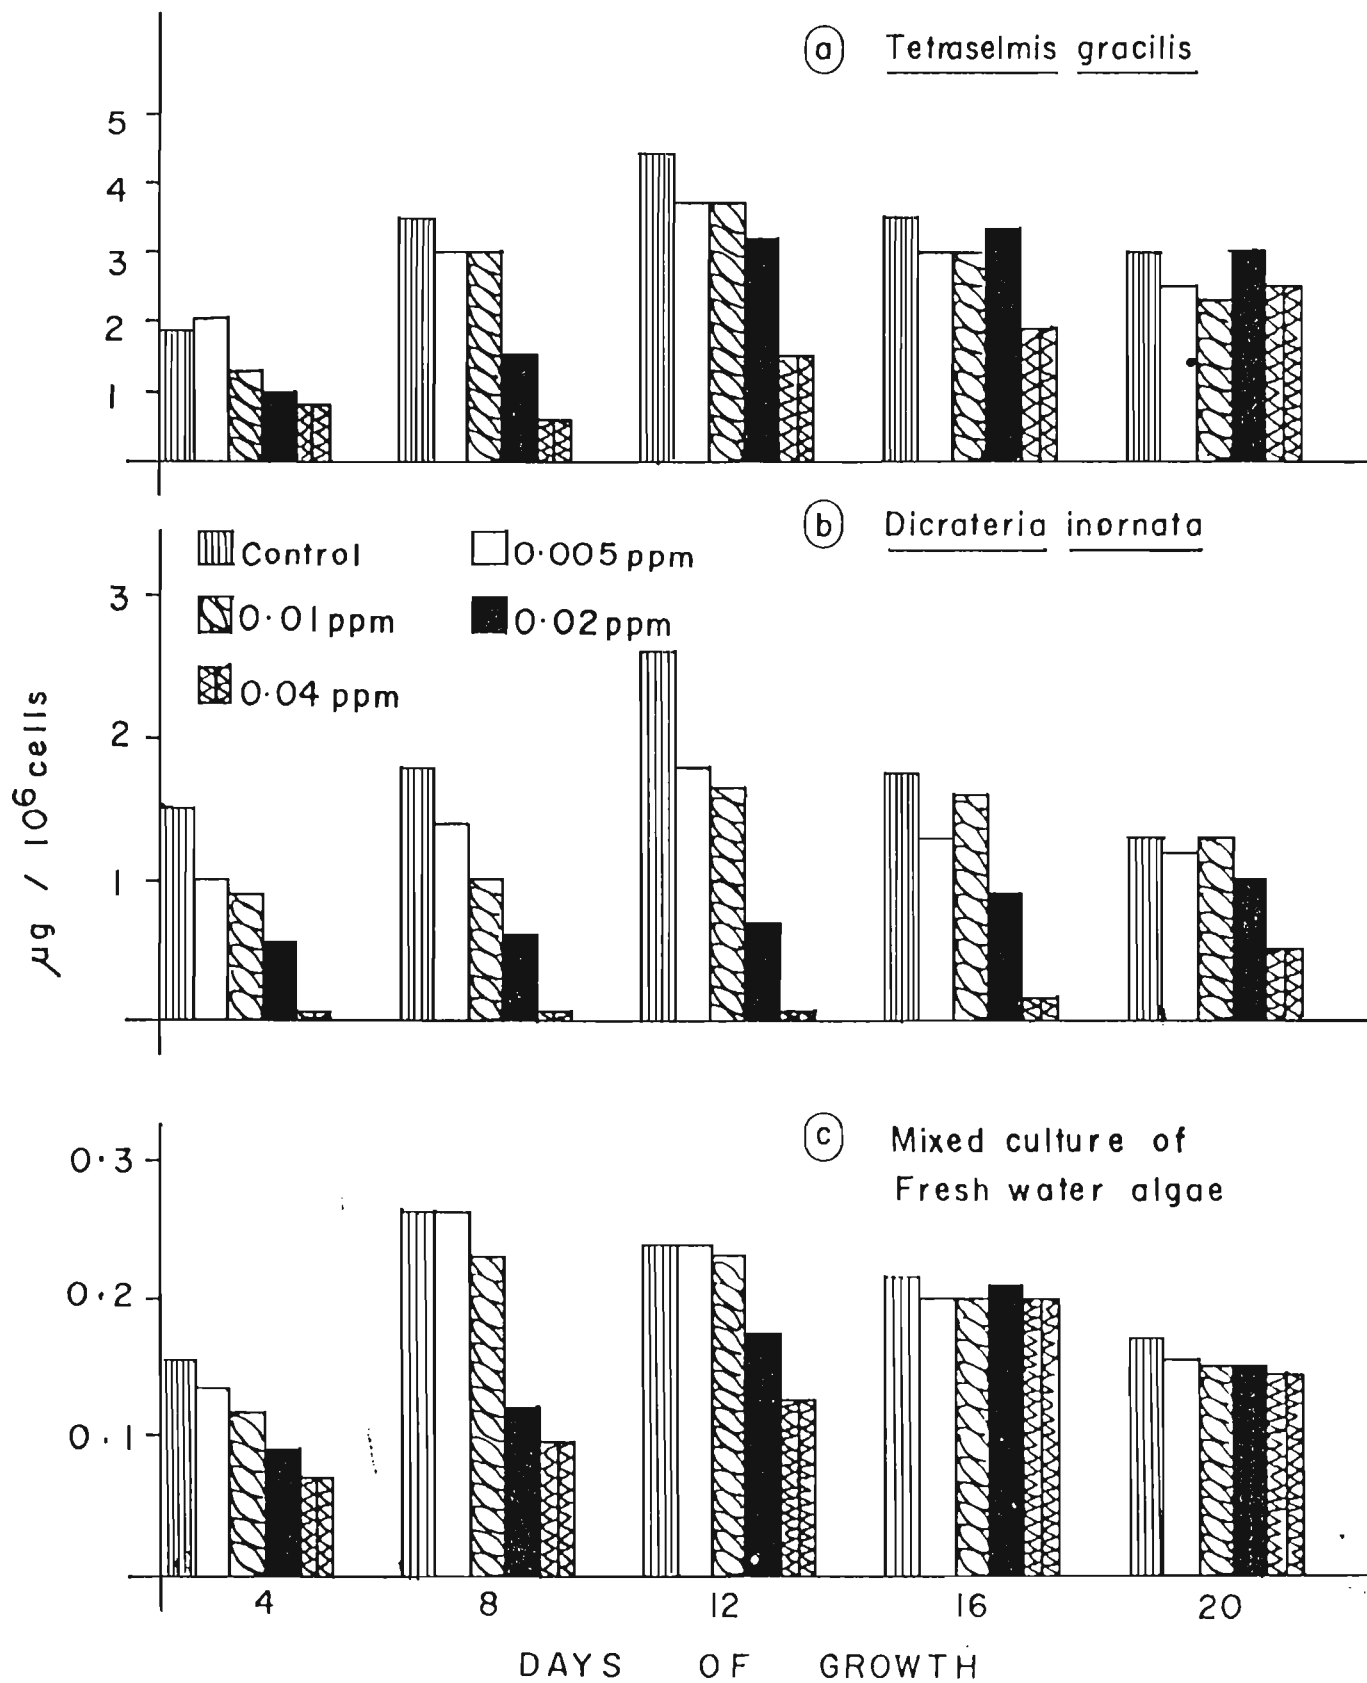 a Tetraselmis gracilis
5
4
3
2
1
b Dicrateria inornata
Control 0.005 ppm
0.01 ppm 0.02 ppm
0.04 ppm
3
2
1
µg / 10⁶ cells
c Mixed culture of
Fresh water algae
0.3
0.2
0.1
4 8 12 16 20
DAYS OF GROWTH